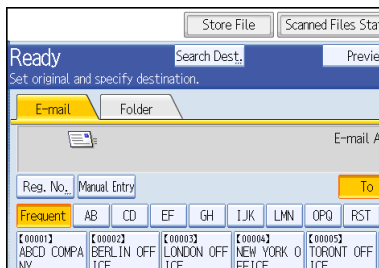 Store File Scanned Files Stat
Ready Search Dest. Previe
Set original and specify destination.
E-mail Folder
E-mail A
Reg. No. Manual Entry To
Frequent AB CD EF GH IJK LMN OPQ RST
[00001] [00002] [00003] [00004] [00005]
ABCD COMPA BERLIN OFF LONDON OFF NEW YORK O TORONT OFF
NY ICE ICE FFICE ICE